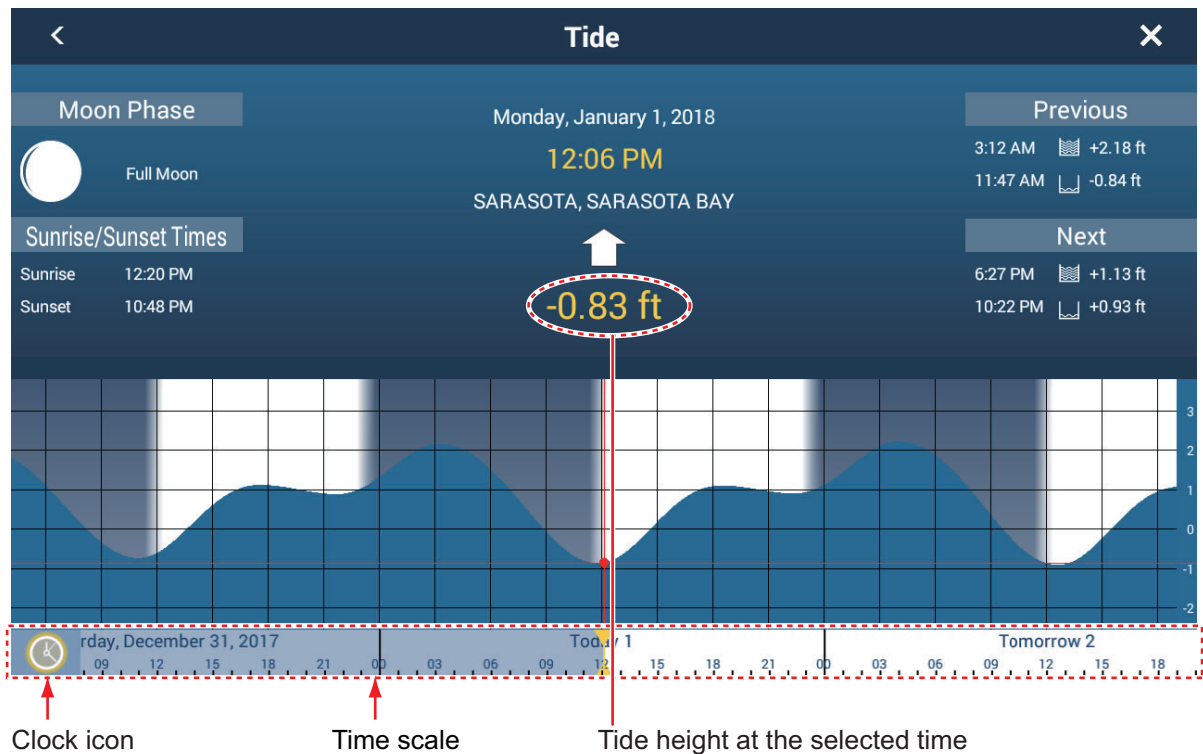 Tide
Moon Phase
Full Moon
Sunrise/Sunset Times
Sunrise 12:20 PM
Sunset 10:48 PM
Monday, January 1, 2018
12:06 PM
SARASOTA, SARASOTA BAY
-0.83 ft
Previous
3:12 AM +2.18 ft
11:47 AM -0.84 ft
Next
6:27 PM +1.13 ft
10:22 PM +0.93 ft
3
2
1
0
-1
-2
rday, December 31, 2017 Today 1 Tomorrow 2
09 12 15 18 21 00 03 06 09 12 15 18 21 00 03 06 09 12 15 18
Clock icon Time scale Tide height at the selected time